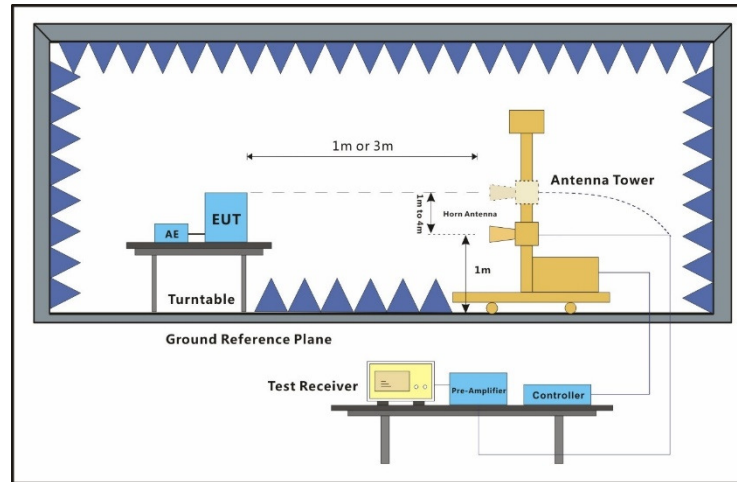 1m or 3m
Antenna Tower
1m to 4m
Horn Antenna
EUT
AE
1m
Turntable
Ground Reference Plane
Test Receiver
Pre-Amplifier
Controller